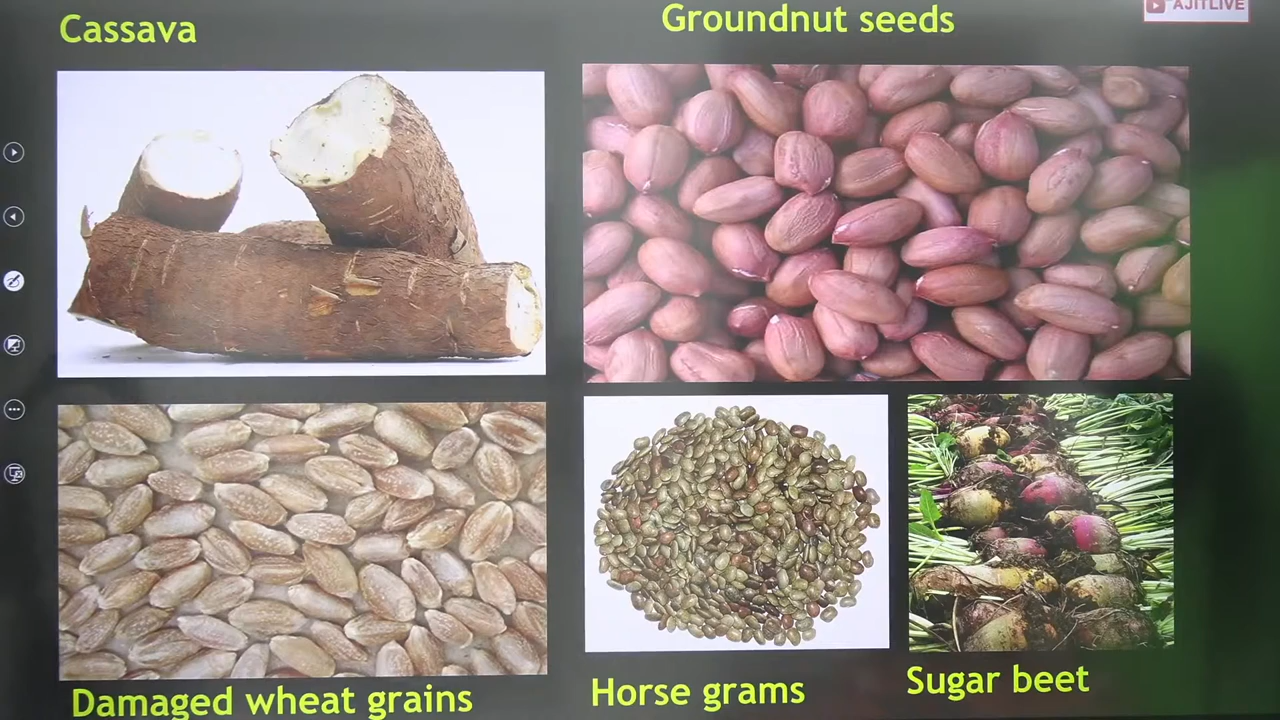 Cassava
Groundnut seeds
AJITLIVE
Damaged wheat grains
Horse grams
Sugar beet